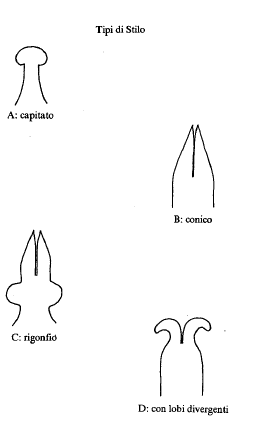 Tipi di Stilo
A: capitato
B: conico
C: rigonfio
D: con lobi divergenti